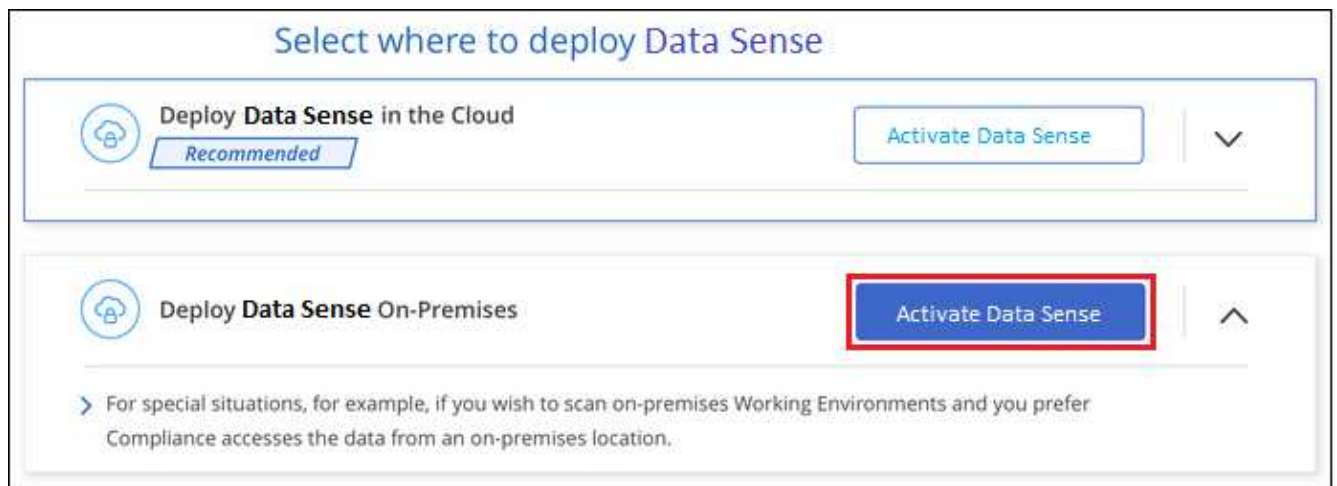 Select where to deploy Data Sense
Deploy Data Sense in the Cloud
Recommended
Activate Data Sense
Deploy Data Sense On-Premises
Activate Data Sense
For special situations, for example, if you wish to scan on-premises Working Environments and you prefer
Compliance accesses the data from an on-premises location.